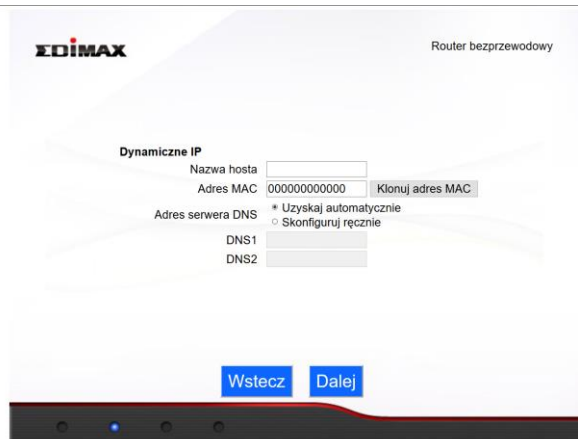 EDIMAX
Router bezprzewodowy
Dynamiczne IP
Nazwa hosta
Adres MAC 000000000000 Klonuj adres MAC
Adres serwera DNS
Uzyskaj automatycznie
Skonfiguruj ręcznie
DNS1
DNS2
Wstecz Dalej